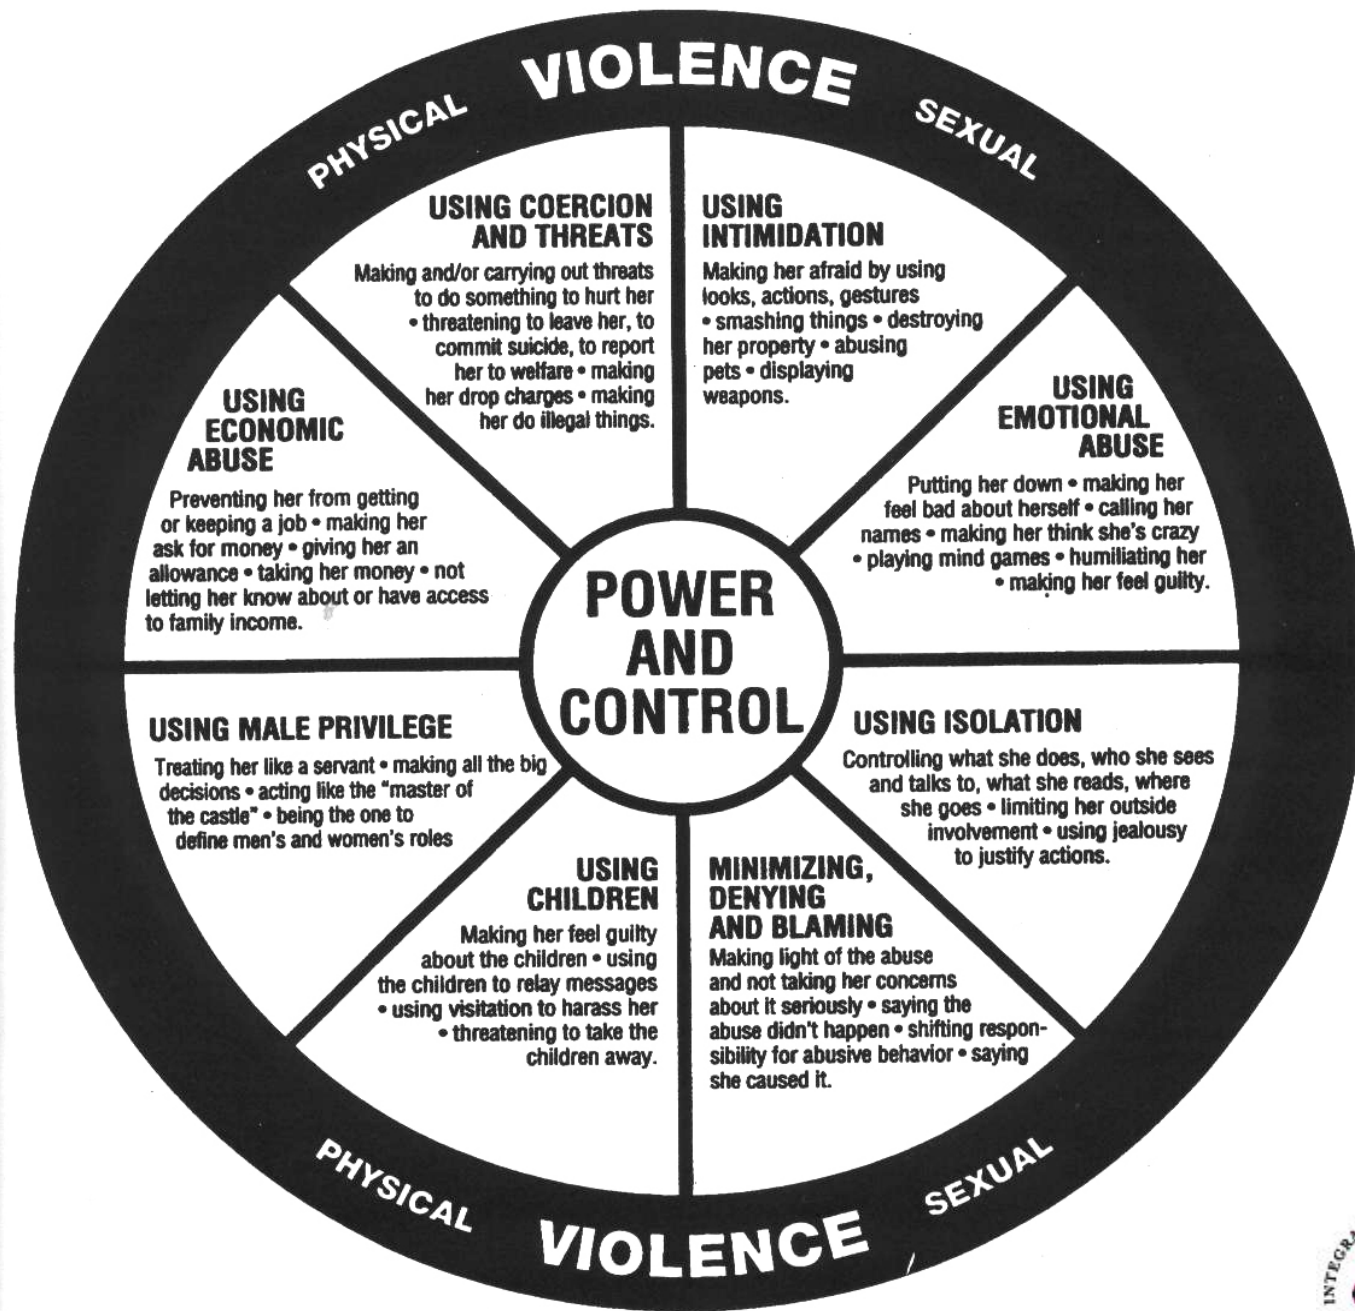 PHYSICAL VIOLENCE SEXUAL
USING COERCION
AND THREATS
Making and/or carrying out threats
to do something to hurt her
• threatening to leave her, to
commit suicide, to report
her to welfare • making
her drop charges • making
her do illegal things.
USING
INTIMIDATION
Making her afraid by using
looks, actions, gestures
• smashing things • destroying
her property • abusing
pets • displaying
weapons.
USING
EMOTIONAL
ABUSE
Putting her down • making her
feel bad about herself • calling her
names • making her think she's crazy
• playing mind games • humiliating her
• making her feel guilty.
USING
ECONOMIC
ABUSE
Preventing her from getting
or keeping a job • making her
ask for money • giving her an
allowance • taking her money • not
letting her know about or have access
to family income.
POWER
AND
CONTROL
USING MALE PRIVILEGE
Treating her like a servant • making all the big
decisions • acting like the "master of
the castle" • being the one to
define men's and women's roles
USING ISOLATION
Controlling what she does, who she sees
and talks to, what she reads, where
she goes • limiting her outside
involvement • using jealousy
to justify actions.
USING
CHILDREN
Making her feel guilty
about the children • using
the children to relay messages
• using visitation to harass her
• threatening to take the
children away.
MINIMIZING,
DENYING
AND BLAMING
Making light of the abuse
and not taking her concerns
about it seriously • saying the
abuse didn't happen • shifting respon-
sibility for abusive behavior • saying
she caused it.
PHYSICAL VIOLENCE SEXUAL